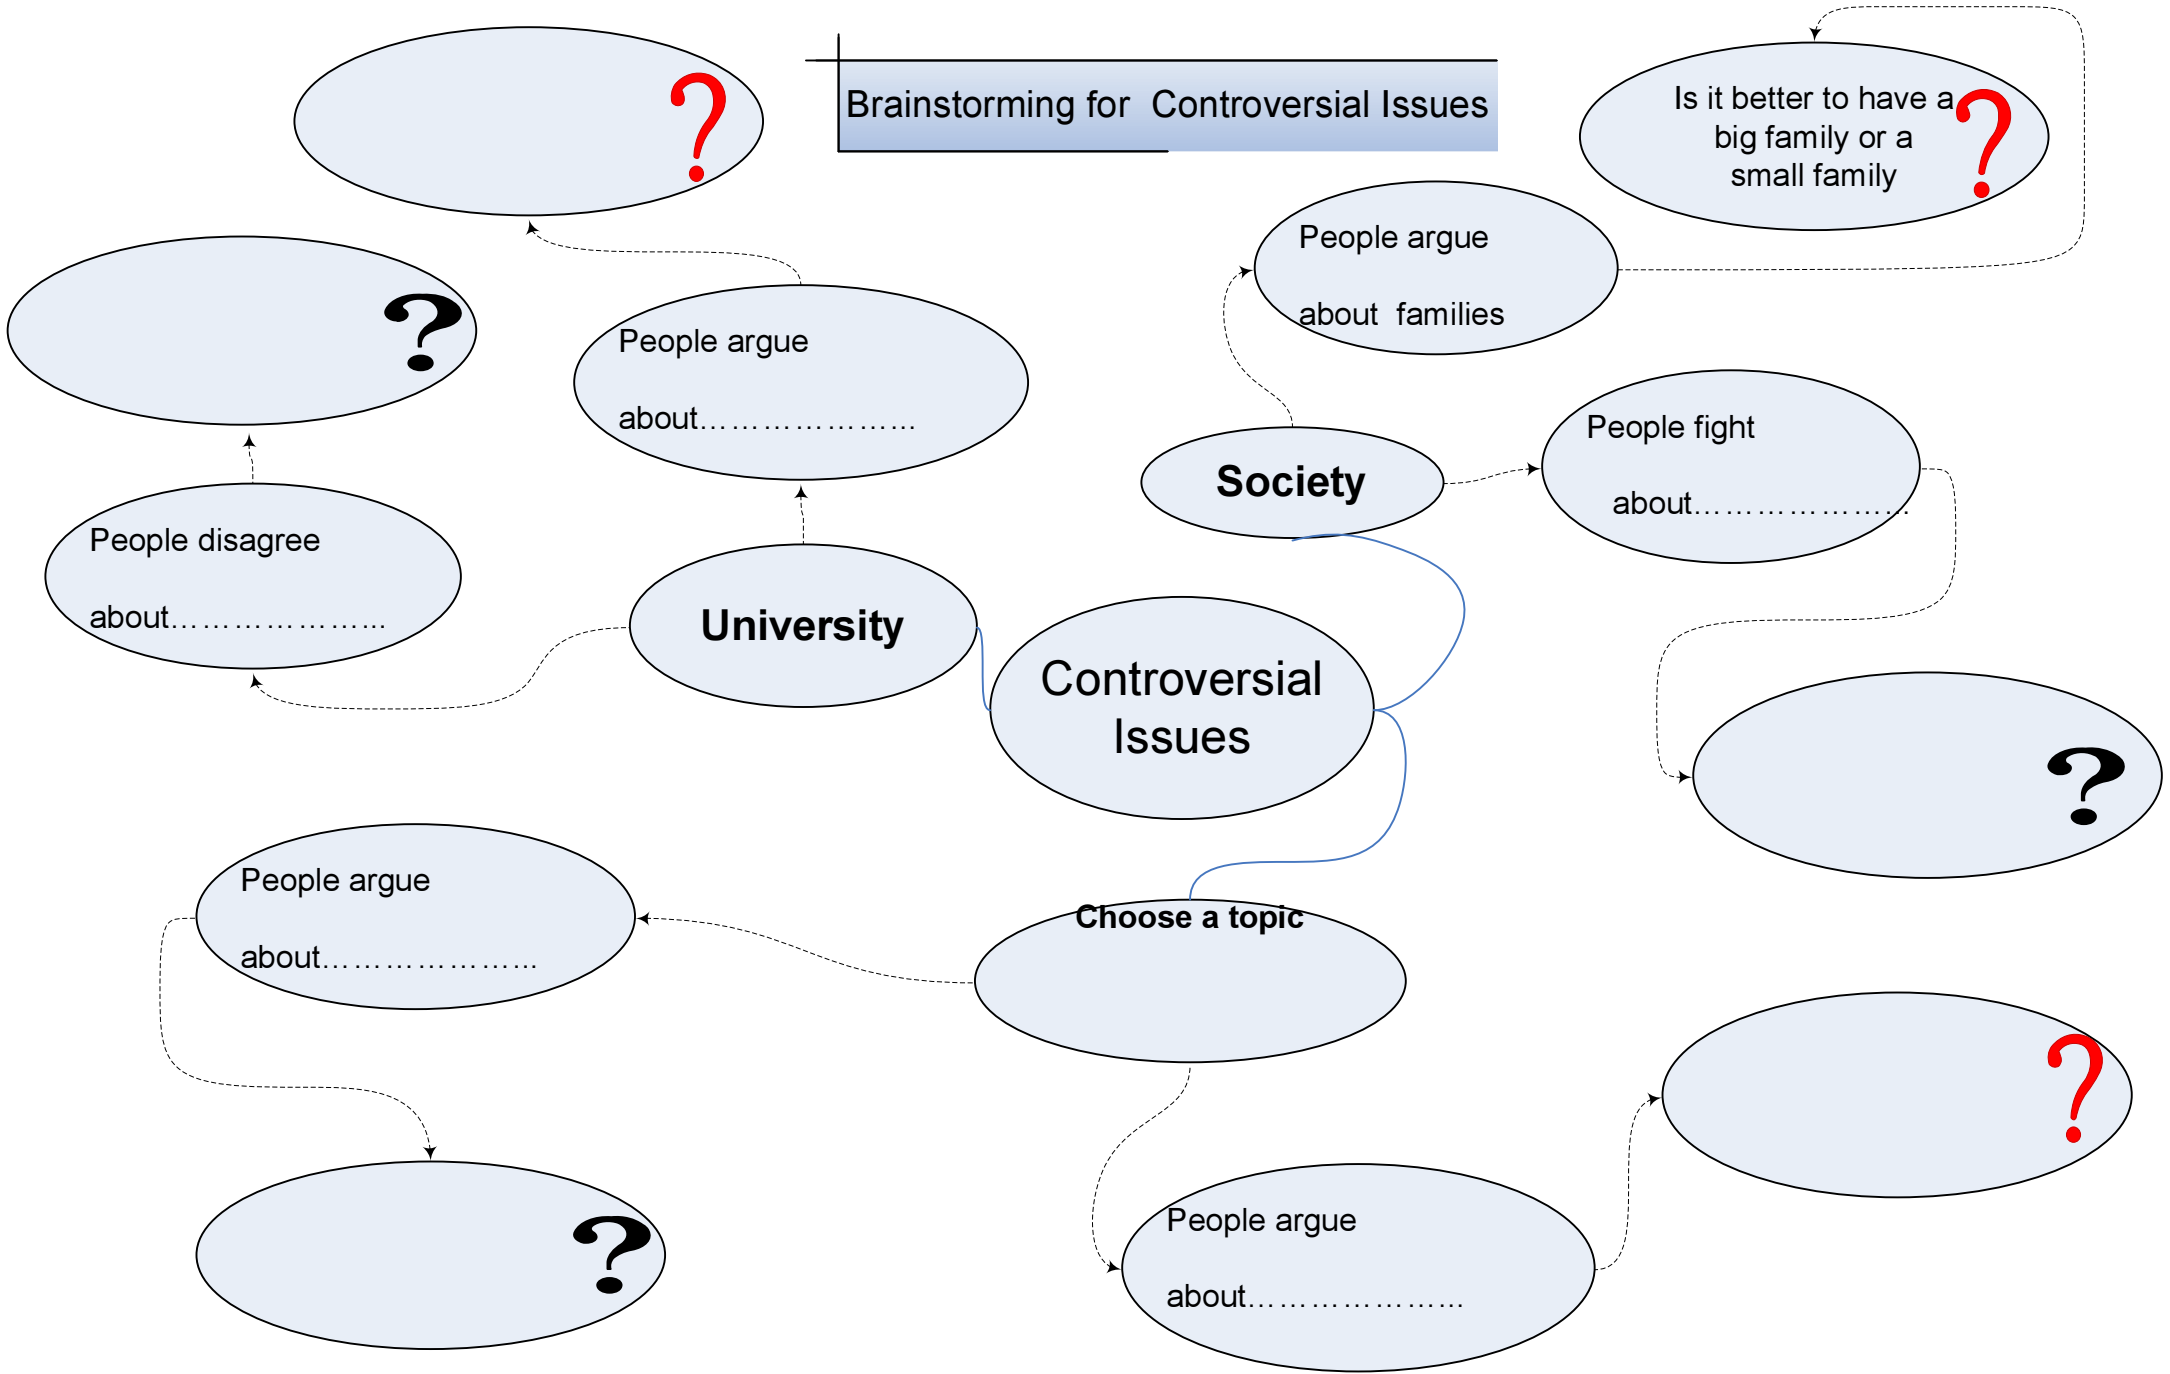 Brainstorming for  Controversial Issues
?
Is it better to have a
big family or a
small family
?
People argue
about  families
?
People argue
about…………………
People fight
about…………………
Society
People disagree
about…………………
University
Controversial
Issues
?
People argue
about…………………
Choose a topic
?
?
People argue
about…………………